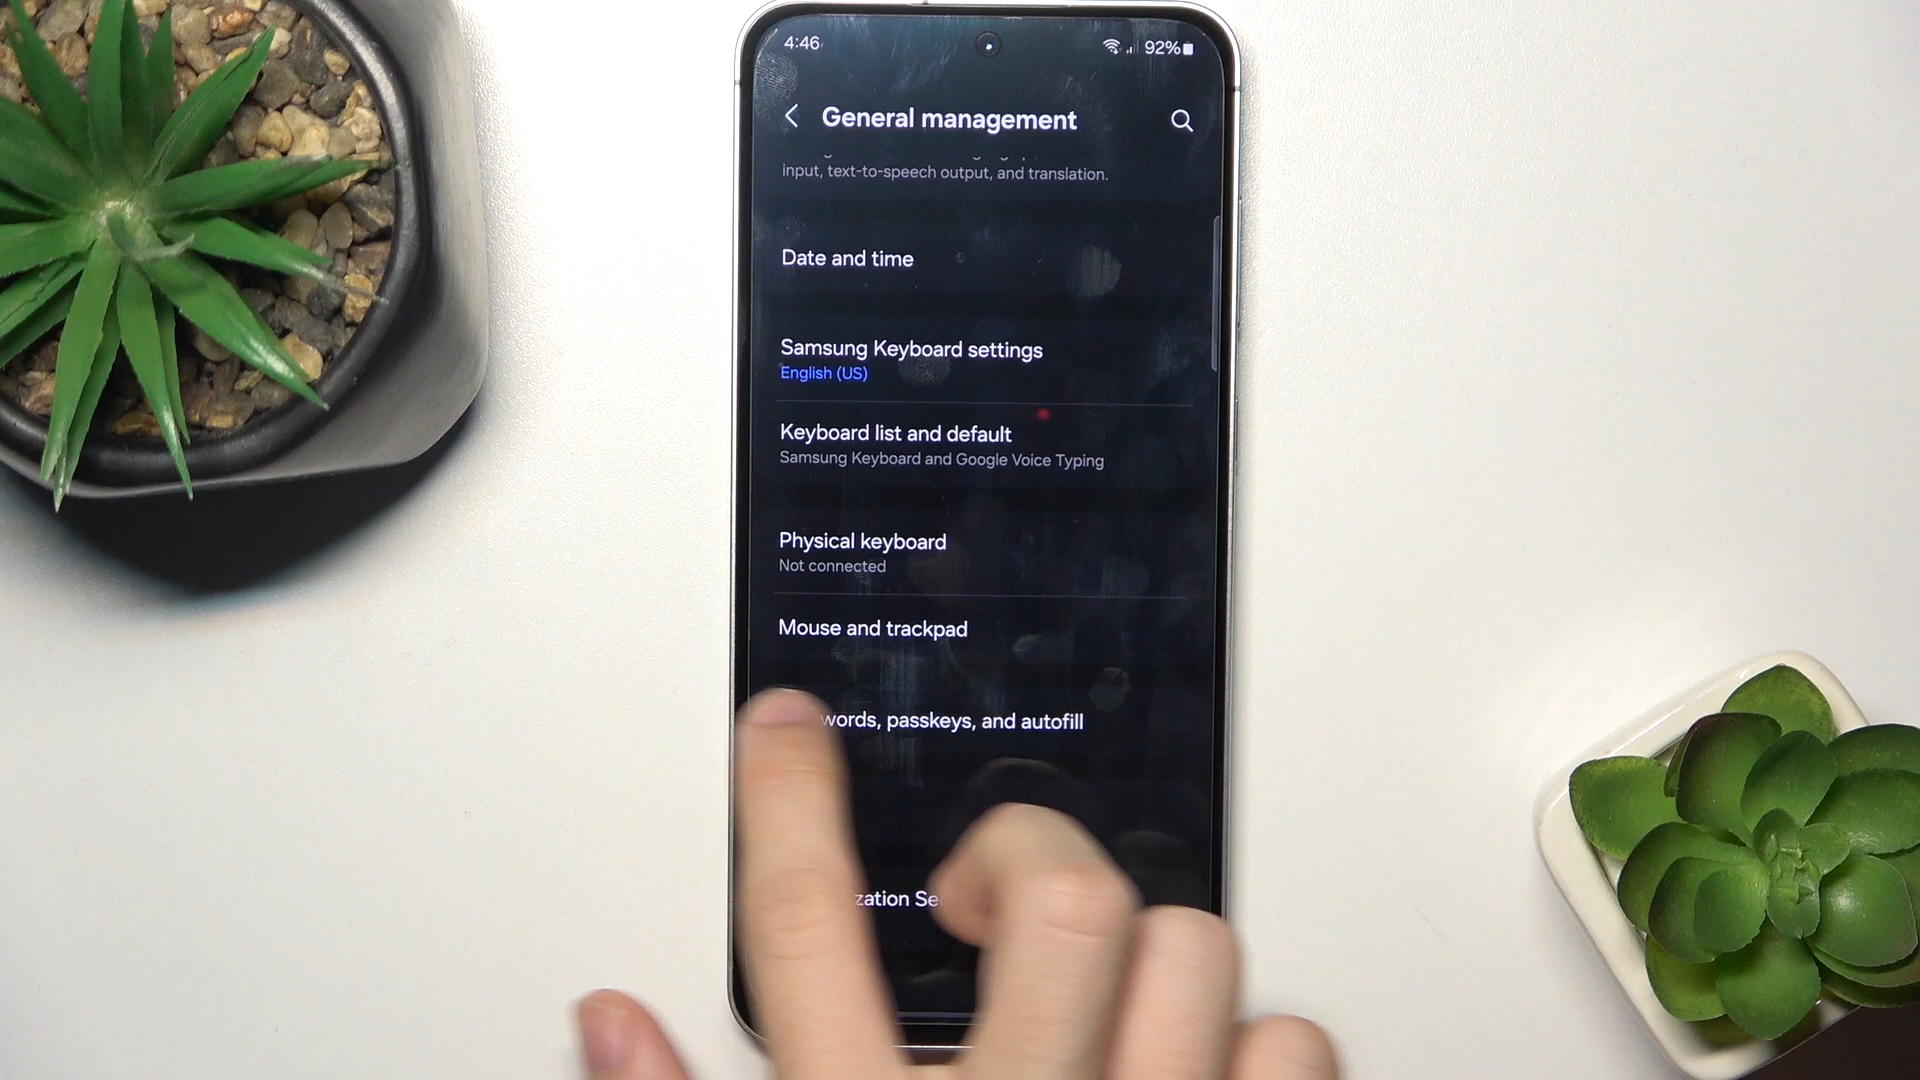 4:46
92%
General management
input, text-to-speech output, and translation.
Date and time
Samsung Keyboard settings
English (US)
Keyboard list and default
Samsung Keyboard and Google Voice Typing
Physical keyboard
Not connected
Mouse and trackpad
words, passkeys, and autofill
zation Se